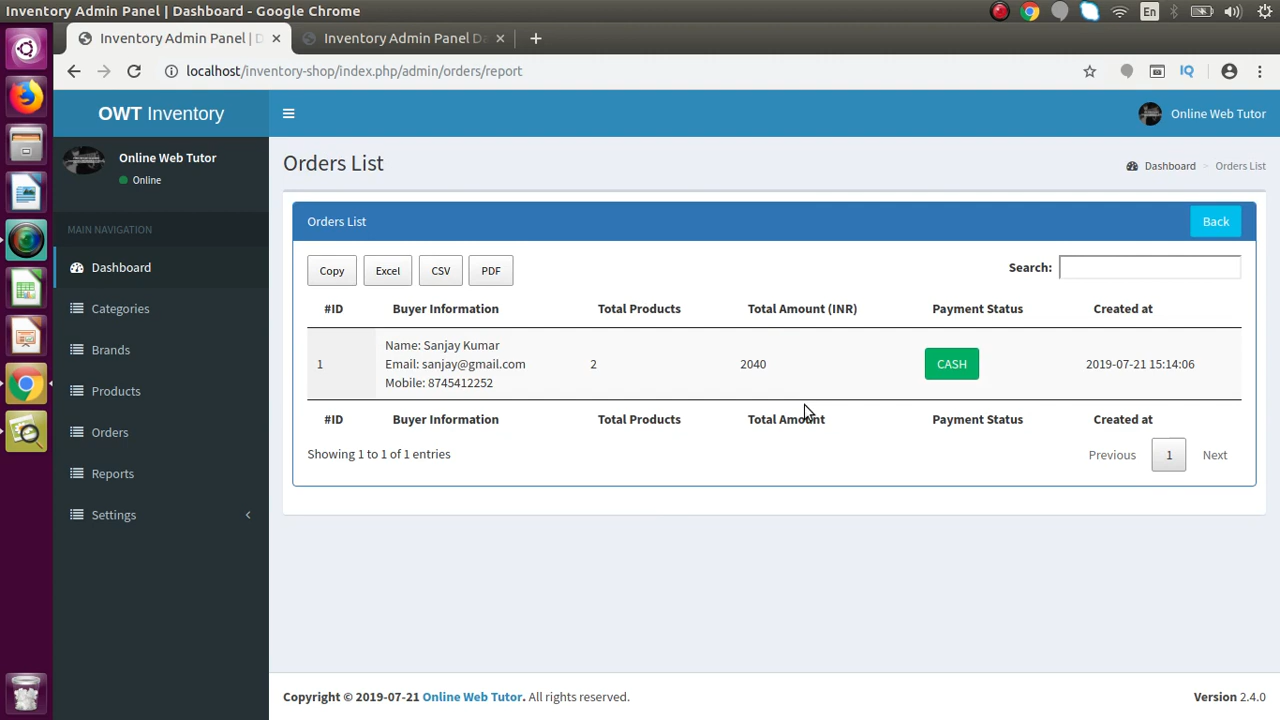 Inventory Admin Panel | Dashboard - Google Chrome
En
Inventory Admin Panel | D
Inventory Admin Panel Da
localhost/inventory-shop/index.php/admin/orders/report
IQ
OWT Inventory
Online Web Tutor
Online Web Tutor
Online
Orders List
Dashboard > Orders List
MAIN NAVIGATION
Dashboard
Categories
Brands
Products
Orders
Reports
Settings
Orders List
Back
Copy Excel CSV PDF
Search:
#ID Buyer Information Total Products Total Amount (INR) Payment Status Created at
Name: Sanjay Kumar
1 Email: sanjay@gmail.com 2 2040 CASH 2019-07-21 15:14:06
Mobile: 8745412252
#ID Buyer Information Total Products Total Amount Payment Status Created at
Showing 1 to 1 of 1 entries
Previous 1 Next
Copyright © 2019-07-21 Online Web Tutor. All rights reserved.
Version 2.4.0